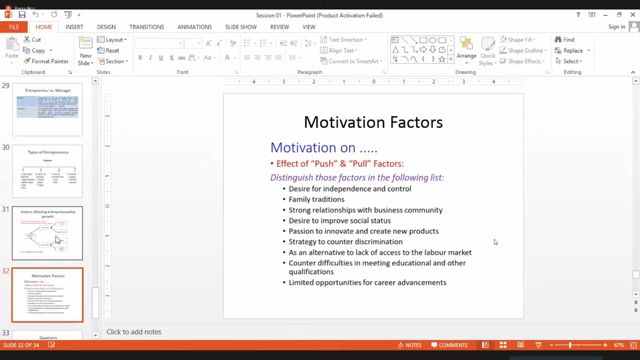 Session 01 - PowerPoint (Product Activation Failed)
Sign in
FILE HOME INSERT DESIGN TRANSITIONS ANIMATIONS SLIDE SHOW REVIEW VIEW
Cut
Copy
Format Painter
Paste
Clipboard
New Slide
Layout
Reset
Section
Slides
Font
Text Direction
Align Text
Convert to SmartArt
Paragraph
Arrange
Quick Styles
Shape Fill
Shape Outline
Shape Effects
Drawing
Find
Replace
Select
Editing
29
Entrepreneur vs. Manager
30
Types of Entrepreneurs
31
Factors affecting Entrepreneurship growth
32
Motivation Factors
33
Questions
Motivation Factors
Motivation on .....
• Effect of “Push” & “Pull” Factors:
Distinguish those factors in the following list:
• Desire for independence and control
• Family traditions
• Strong relationships with business community
• Desire to improve social status
• Passion to innovate and create new products
• Strategy to counter discrimination
• As an alternative to lack of access to the labour market
• Counter difficulties in meeting educational and other
qualifications
• Limited opportunities for career advancements
Click to add notes
SLIDE 32 OF 34
NOTES
COMMENTS
67%